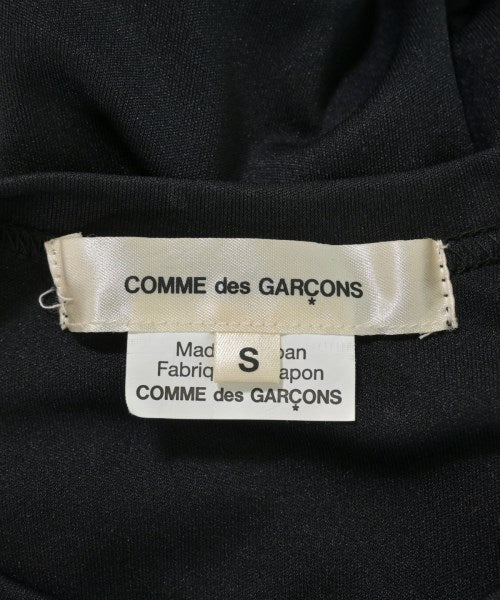 COMME des GARÇONS
Mad S pan
Fabriq apon
COMME des GARÇONS